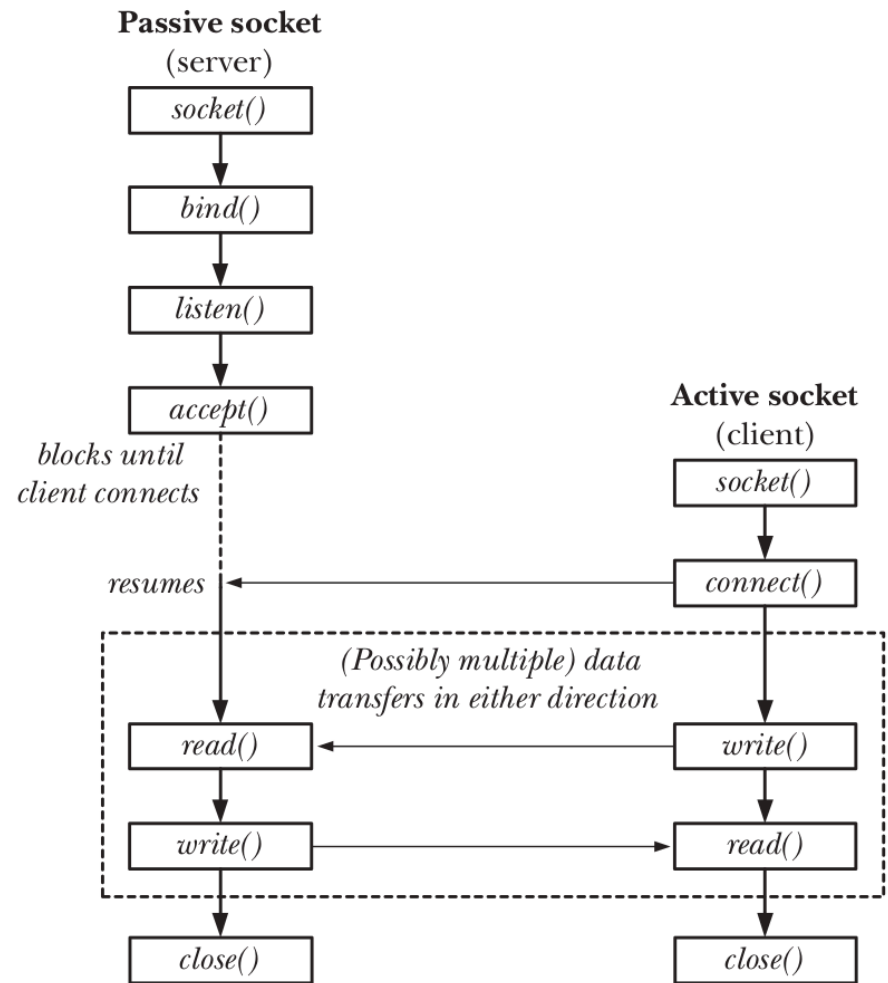 Passive socket
(server)
socket()
bind()
listen()
accept()
blocks until
client connects
resumes
Active socket
(client)
socket()
connect()
(Possibly multiple) data
transfers in either direction
read()
write()
write()
read()
close()
close()